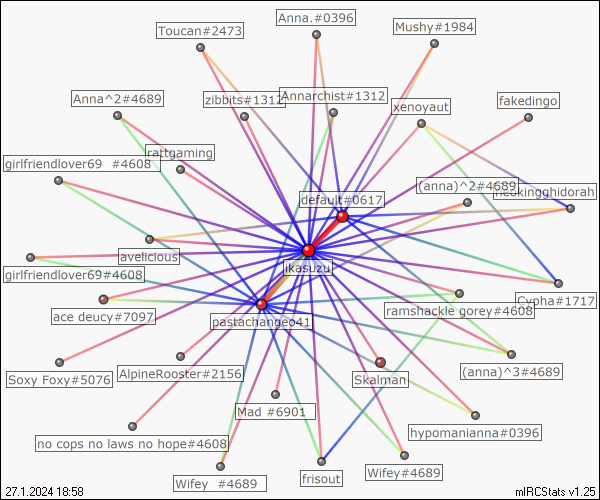 Anna.#0396
Toucan#2473
Mushy#1984
Anna^2#4689
zibbits#1312
Annarchist#1312
xenoyaut
fakedingo
rattgaming
girlfriendlover69 #4608
(anna)^2#4689
default#0617
avelicious
ikasuzu
girlfriendlover69#4608
Cypha#1717
ace deucy#7097
pastachangeo41
ramshackle gorey#4608
Soxy Foxy#5076
AlpineRooster#2156
Skalman
(anna)^3#4689
Mad #6901
hypomanianna#0396
no cops no laws no hope#4608
Wifey #4689
frisout
Wifey#4689
27.1.2024 18:58
mIRCStats v1.25